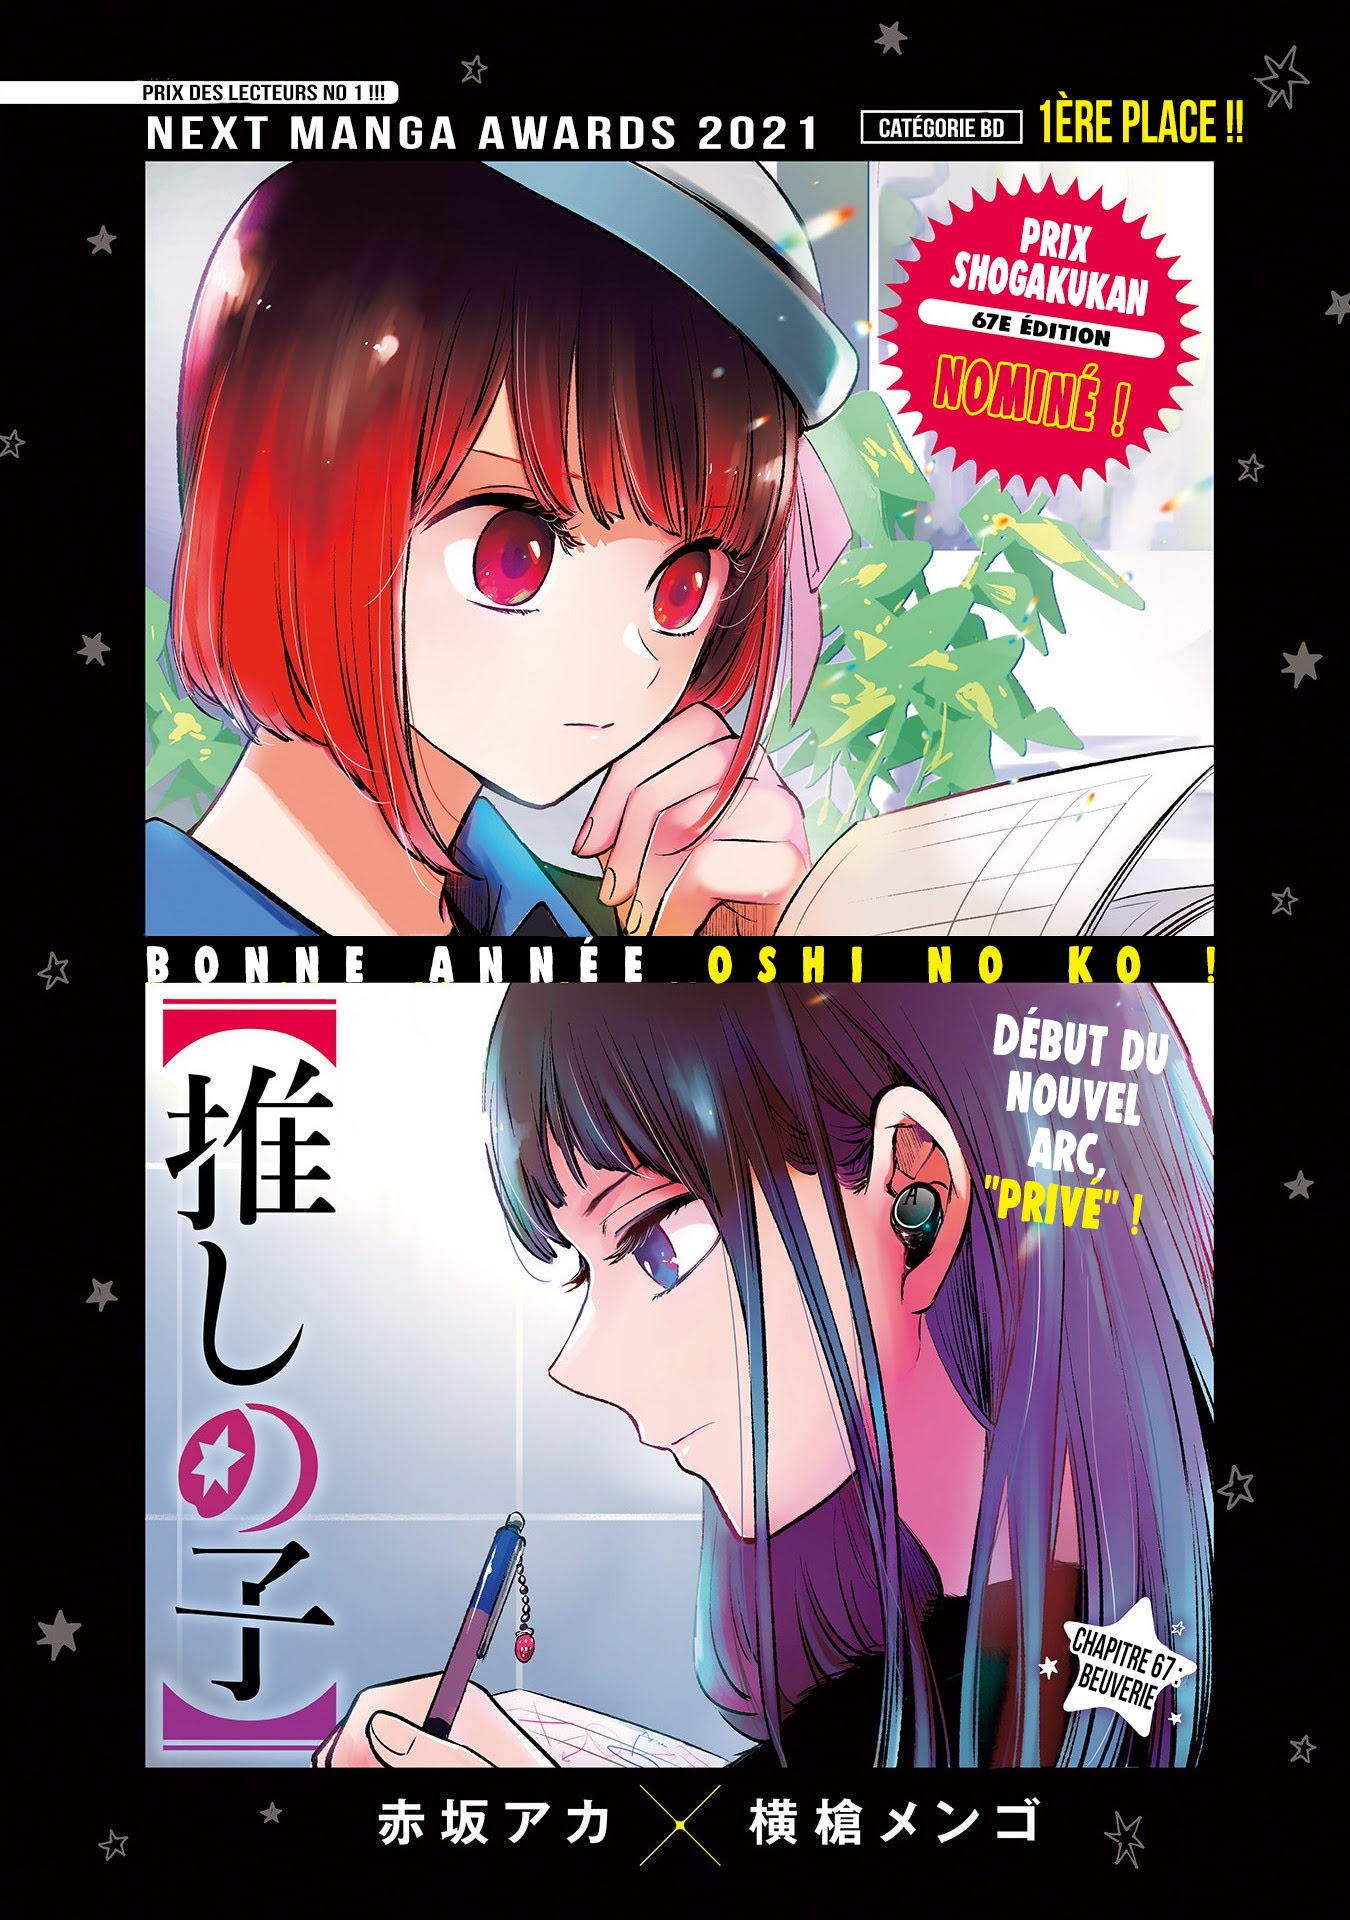 PRIX DES LECTEURS NO 1 !!!
NEXT MANGA AWARDS 2021
CATÉGORIE BD
1ÈRE PLACE !!
PRIX
SHOGAKUKAN
67E ÉDITION
NOMINÉ !
BONNE ANNÉE OSHI NO KO !
【推しの子】
DÉBUT DU
NOUVEL
ARC,
"PRIVÉ" !
A
CHAPITRE 67 :
BEUVERIE
赤坂アカ × 横槍メンゴ